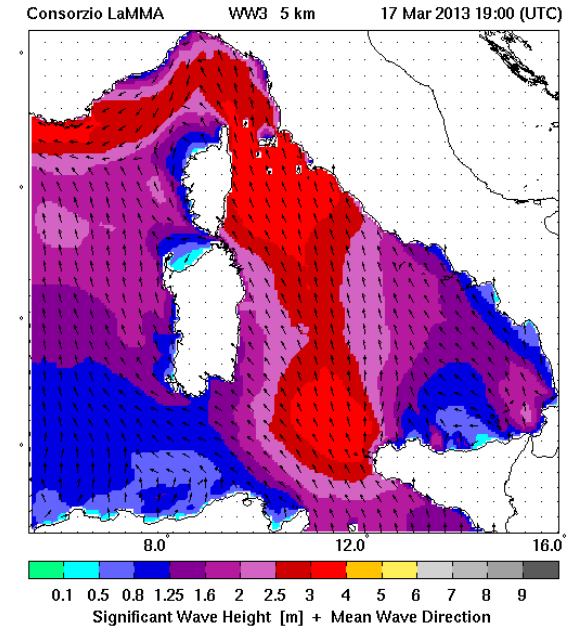 Consorzio LaMMA WW3 5 km 17 Mar 2013 19:00 (UTC)
8.0 12.0 16.0
0.1 0.5 0.8 1.25 1.6 2 2.5 3 4 5 6 7 8 9
Significant Wave Height [m] + Mean Wave Direction